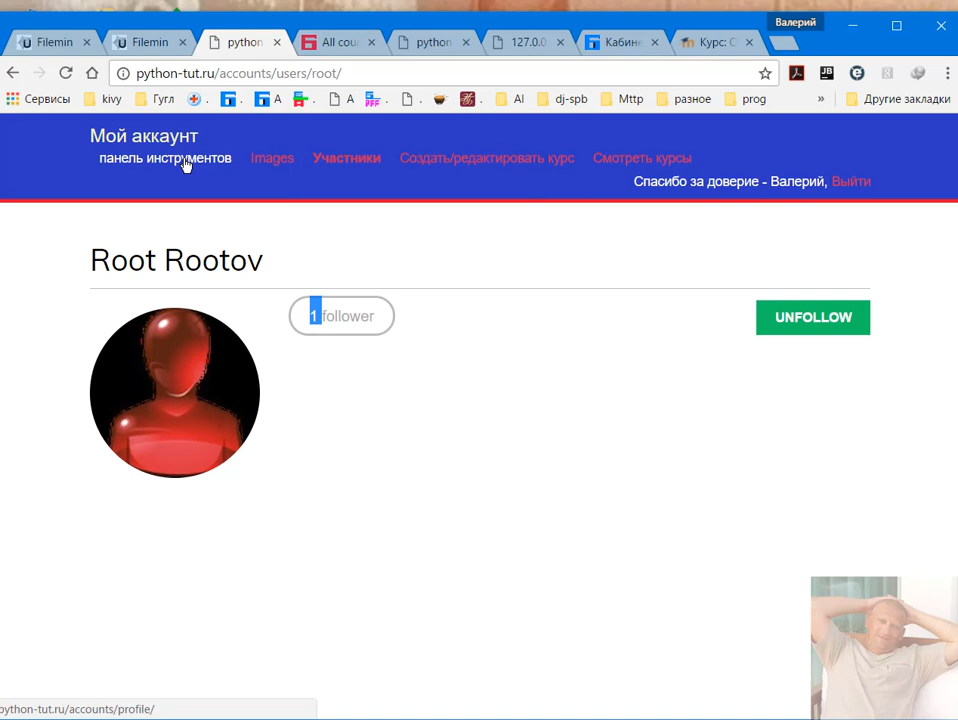 Валерий
Filemin
Filemin
python
All cou
python
127.0.0
Кабине
Курс: C
python-tut.ru/accounts/users/root/
Сервисы
kivy
Гугл
A
A
AI
dj-spb
Mttp
разное
prog
»
Другие закладки
Мой аккаунт
панель инструментов Images Участники Создать/редактировать курс Смотреть курсы
Спасибо за доверие - Валерий, Выйти
Root Rootov
1 follower
UNFOLLOW
python-tut.ru/accounts/profile/